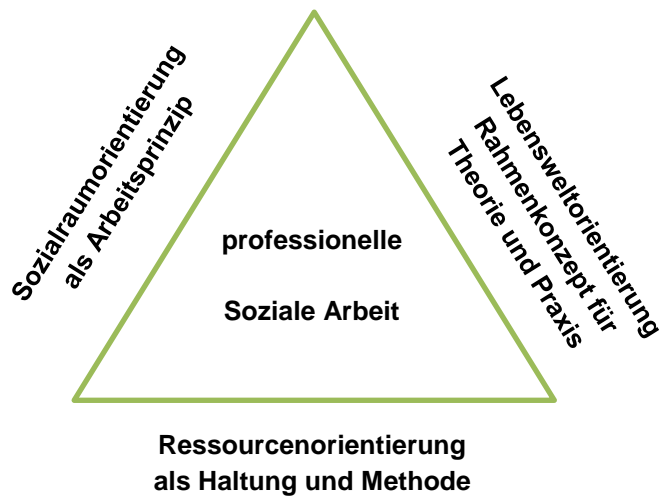 Sozialraumorientierung
als Arbeitsprinzip
Lebensweltorientierung
Rahmenkonzept für
Theorie und Praxis
professionelle
Soziale Arbeit
Ressourcenorientierung
als Haltung und Methode